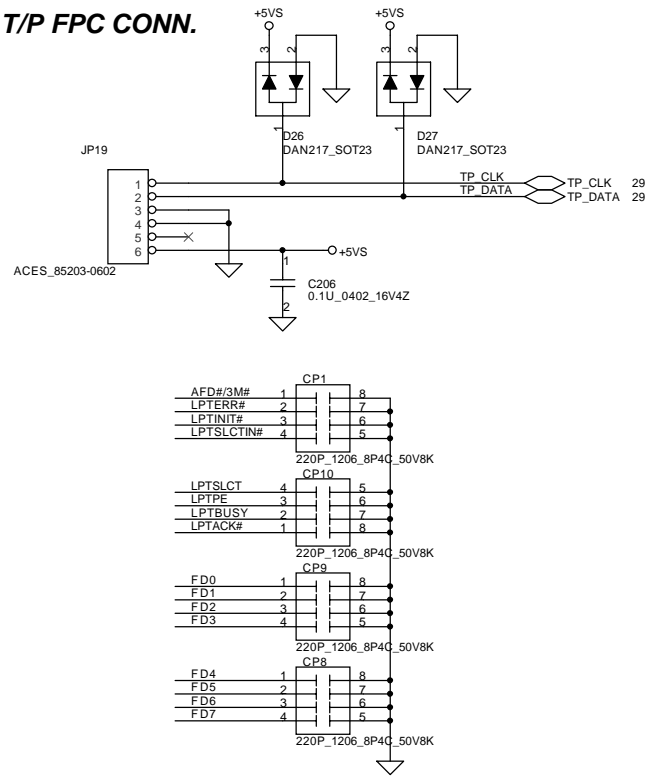 T/P FPC CONN.
+5VS +5VS
3 2 3 2
1 1
D26 D27
DAN217_SOT23 DAN217_SOT23
JP19
1 TP_CLK TP_CLK 29
2 TP_DATA TP_DATA 29
3
4
5
6 +5VS
ACES_85203-0602
1
C206
0.1U_0402_16V4Z
2
CP1
AFD#/3M# 1 8
LPTERR# 2 7
LPTINIT# 3 6
LPTSLCTIN# 4 5
220P_1206_8P4C_50V8K
CP10
LPTSLCT 4 5
LPTPE 3 6
LPTBUSY 2 7
LPTACK# 1 8
220P_1206_8P4C_50V8K
CP9
FD0 1 8
FD1 2 7
FD2 3 6
FD3 4 5
220P_1206_8P4C_50V8K
CP8
FD4 1 8
FD5 2 7
FD6 3 6
FD7 4 5
220P_1206_8P4C_50V8K